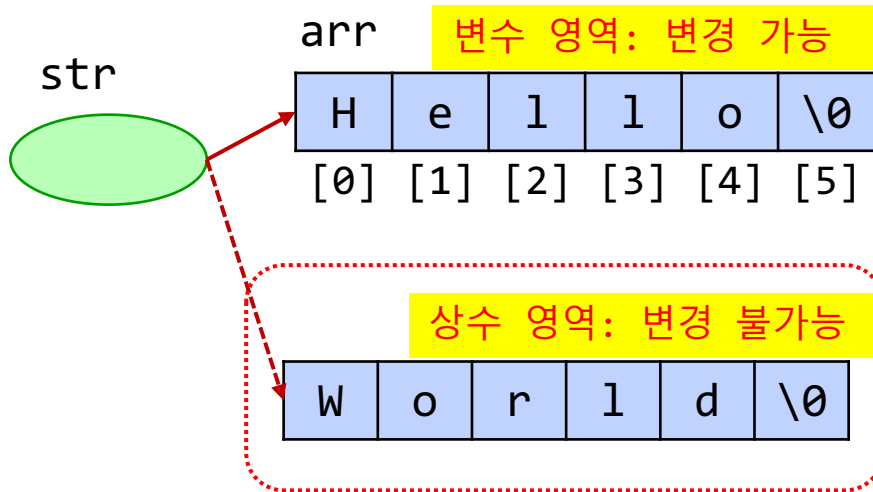 arr
변수 영역: 변경 가능
str
H e l l o \0
[0] [1] [2] [3] [4] [5]
상수 영역: 변경 불가능
W o r l d \0